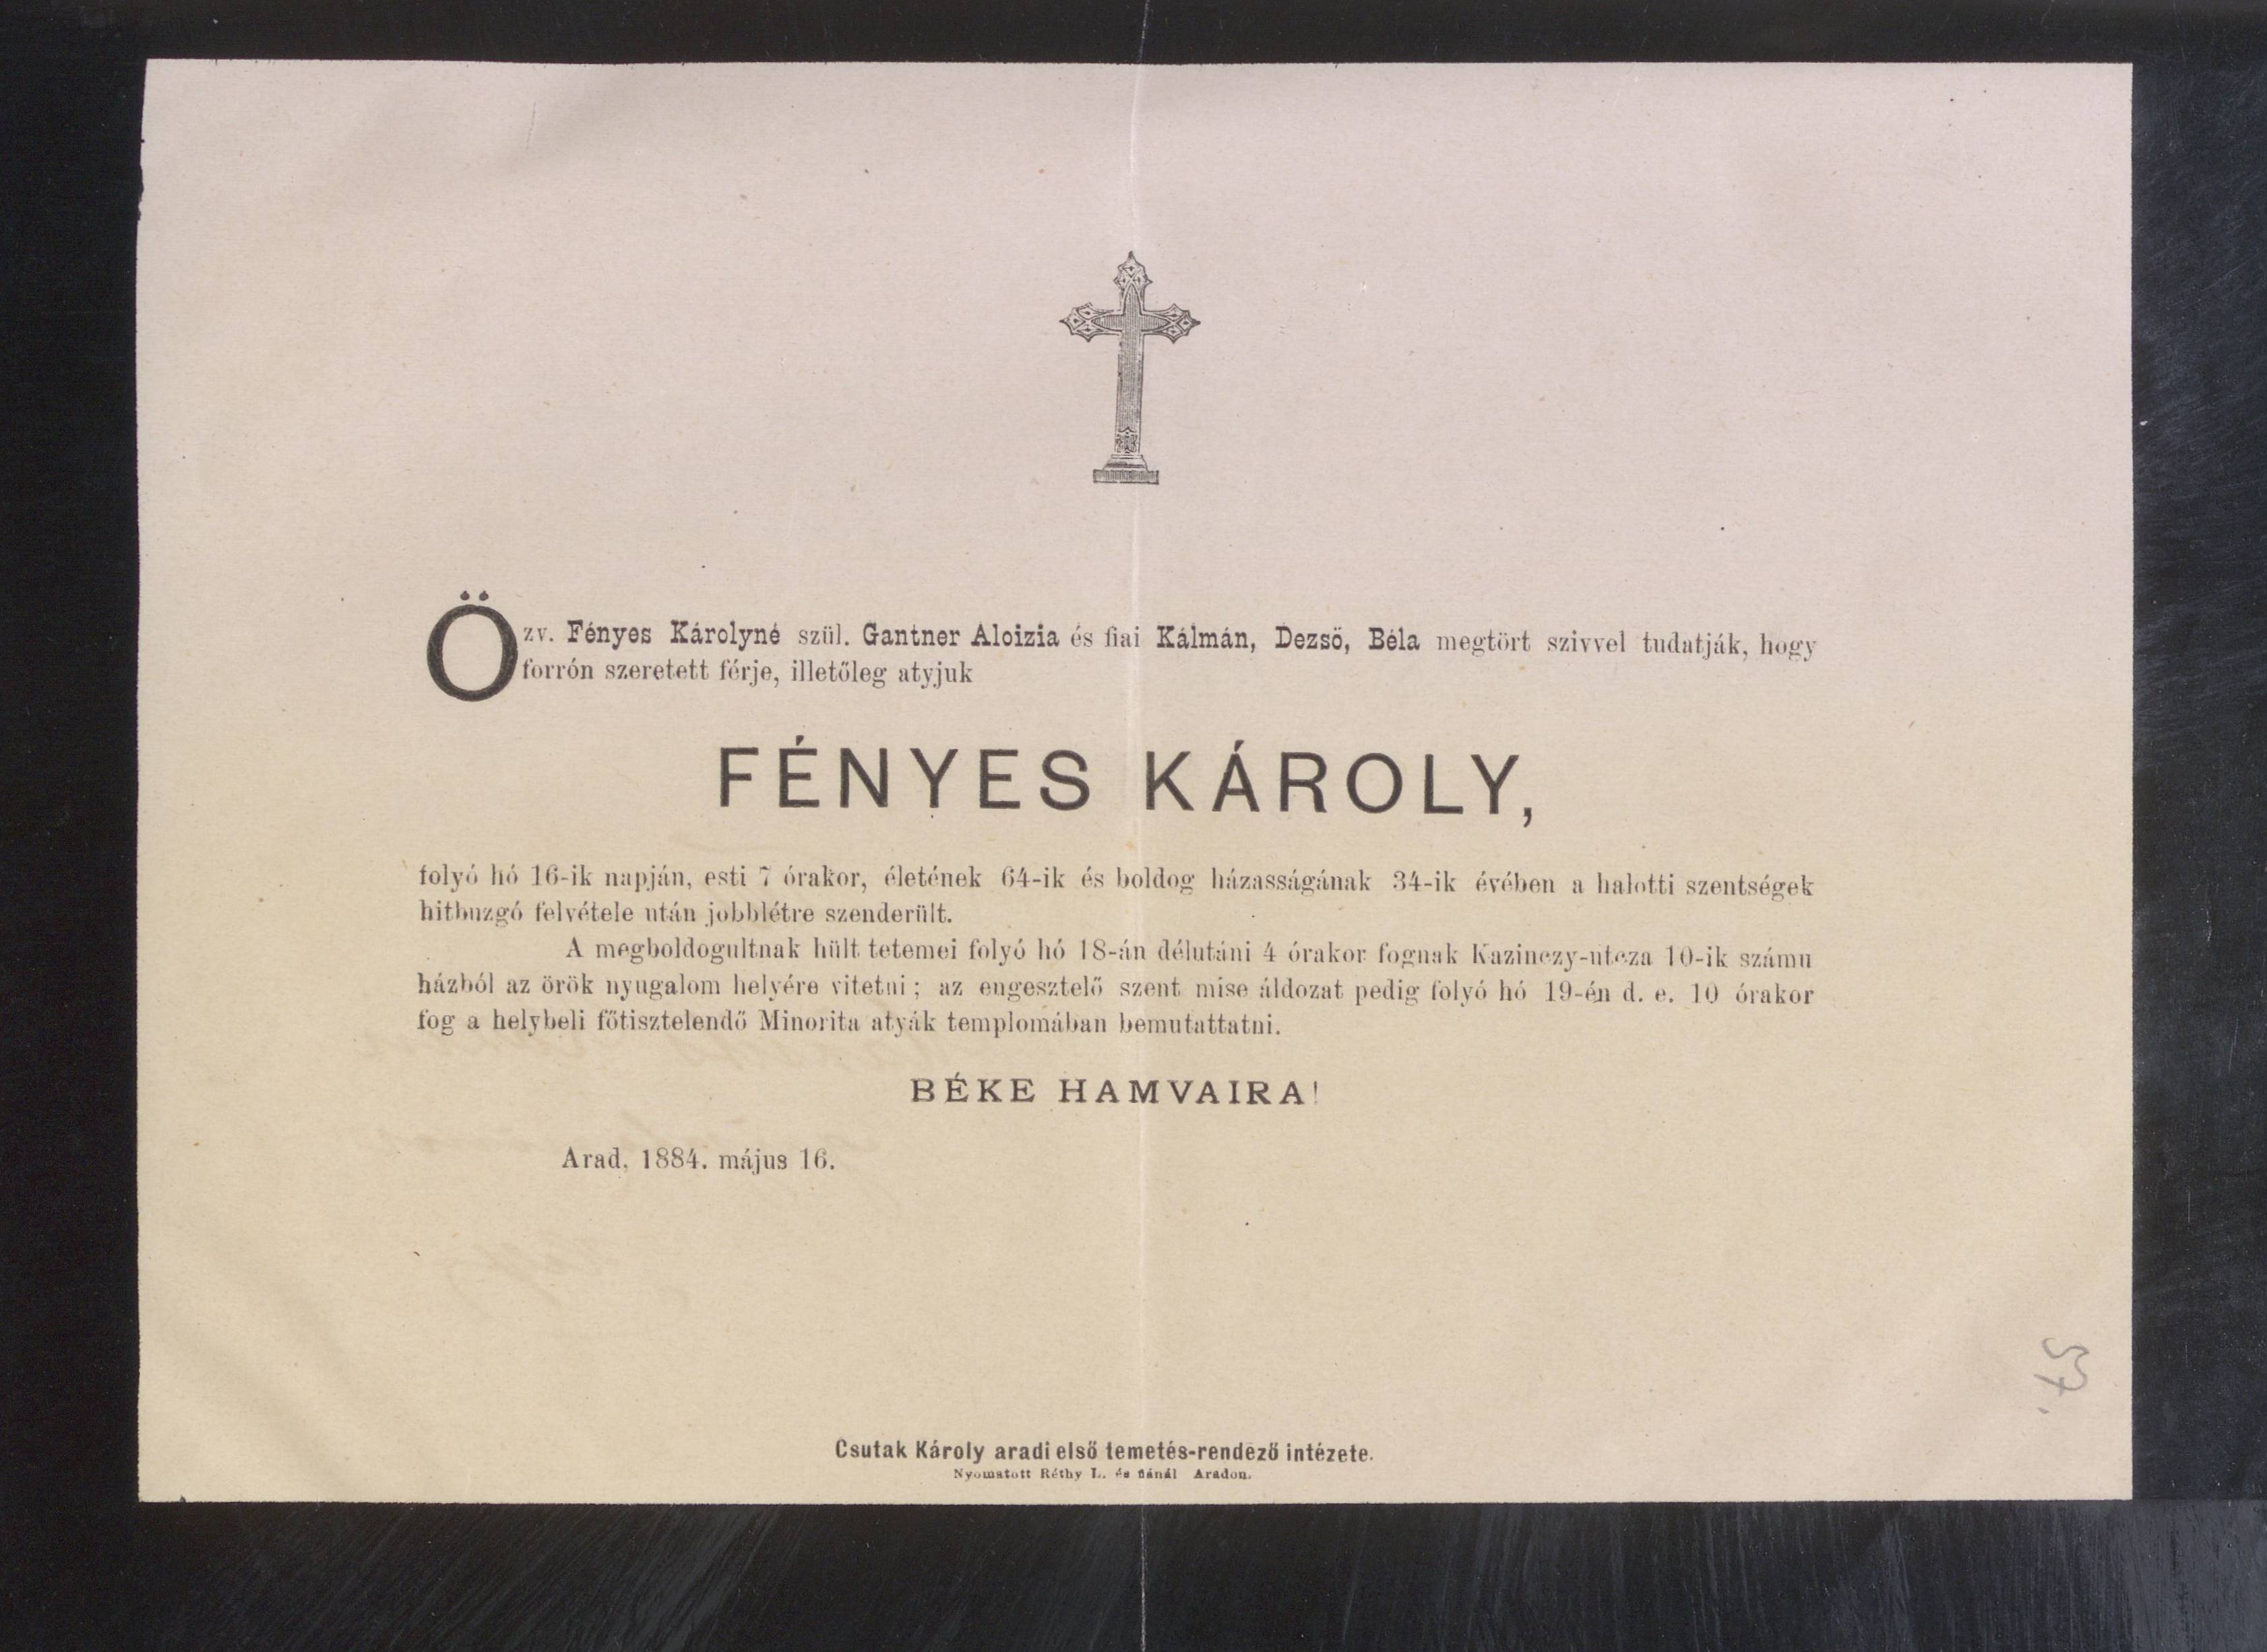 Özv. Fényes Károlyné szül. Gantner Aloizia és fiai Kálmán, Dezső, Béla megtört szivvel tudatják, hogy
forrón szeretett férje, illetőleg atyjuk
FÉNYES KÁROLY,
folyó hó 16-ik napján, esti 7 órakor, életének 64-ik és boldog házasságának 34-ik évében a halotti szentségek
hitbuzgó felvétele után jobblétre szenderült.
A megboldogultnak hült tetemei folyó hó 18-án délutáni 4 órakor fognak Kazinczy-utcza 10-ik számu
házból az örök nyugalom helyére vitetni; az engesztelő szent mise áldozat pedig folyó hó 19-én d. e. 10 órakor
fog a helybeli főtisztelendő Minorita atyák templomában bemutattatni.
BÉKE HAMVAIRA!
Arad, 1884. május 16.
Csutak Károly aradi első temetés-rendező intézete.
Nyomatott Réthy L. és fiánál Aradon.